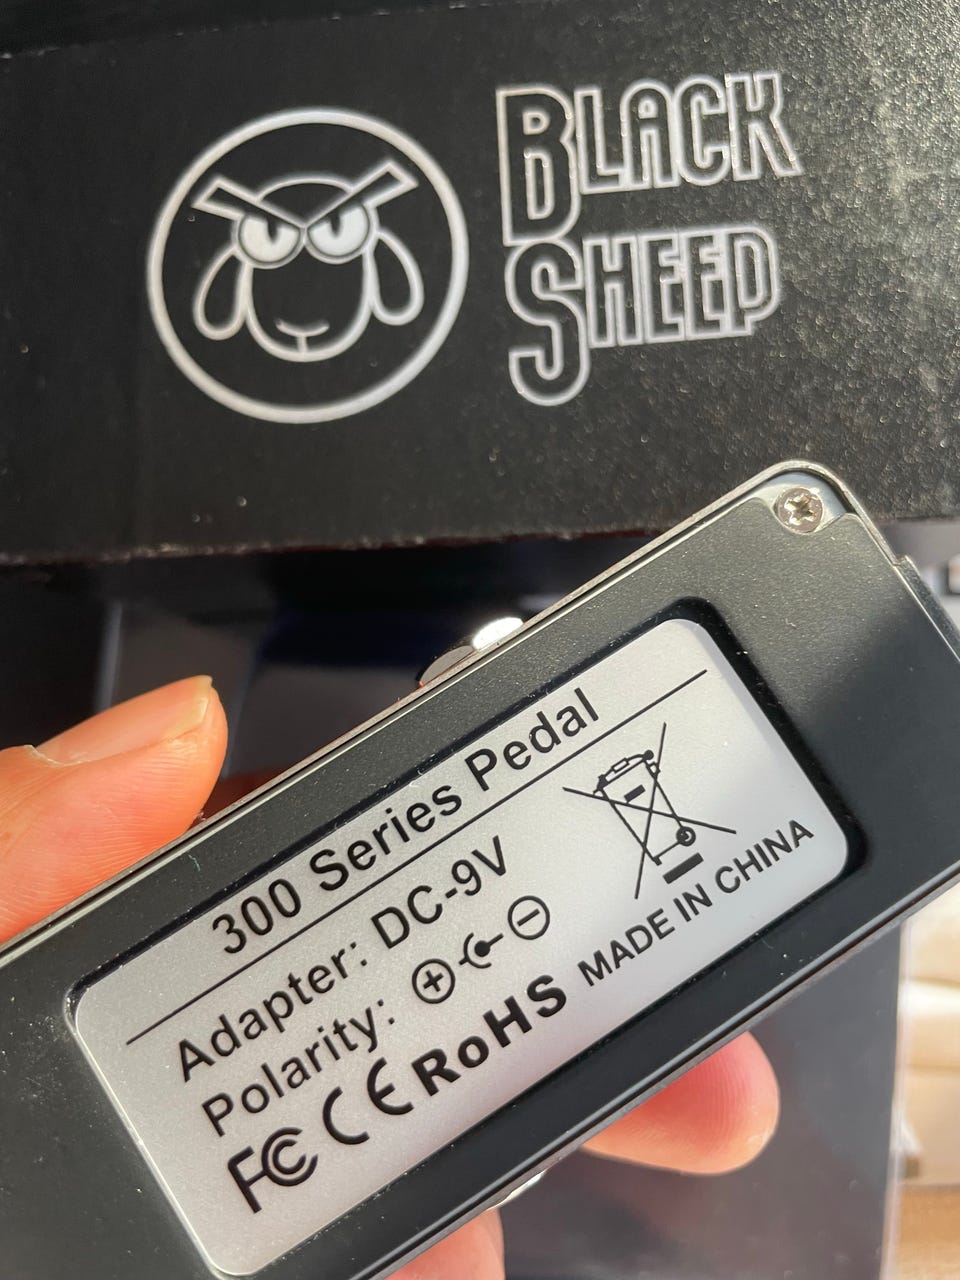 BLACK
SHEEP
300 Series Pedal
Adapter: DC-9V
Polarity:
FC CE RoHS MADE IN CHINA